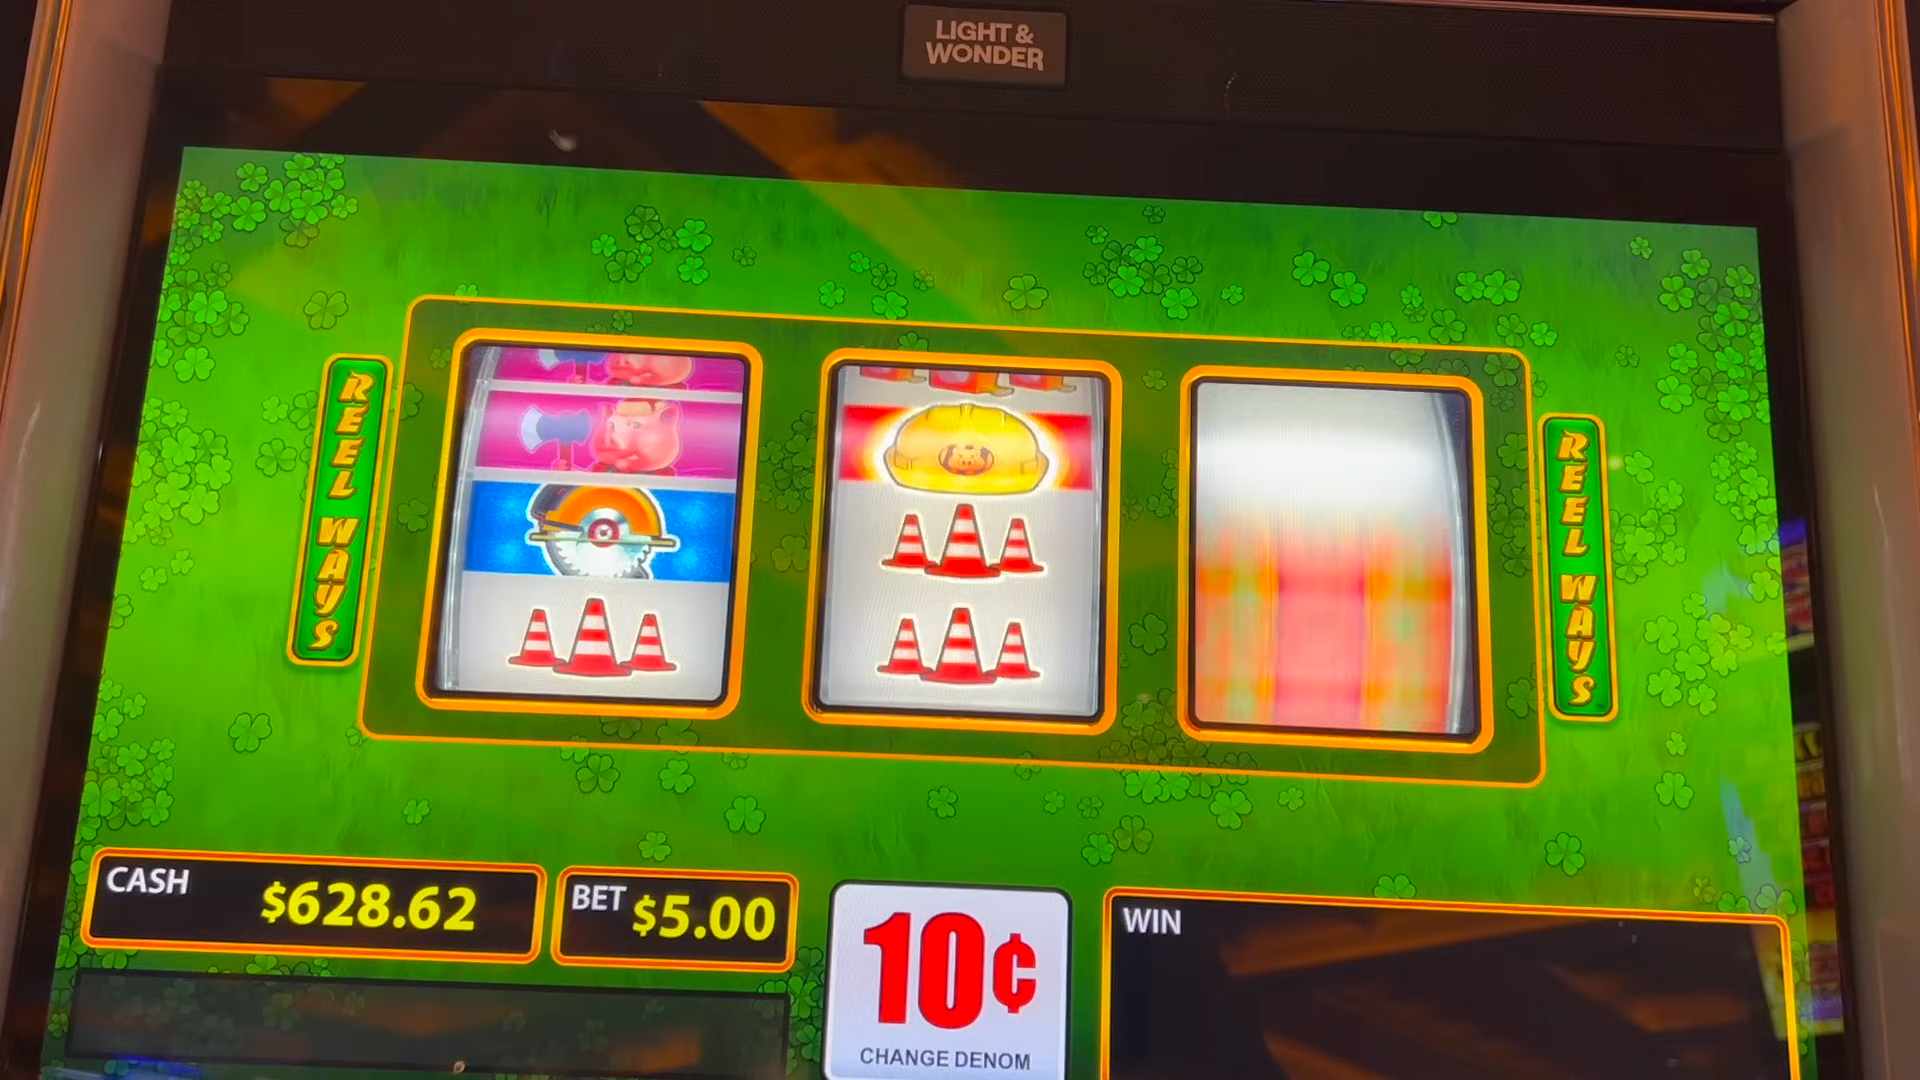 LIGHT &
WONDER
REEL WAYS
REEL WAYS
CASH $628.62
BET $5.00
10¢
CHANGE DENOM
WIN